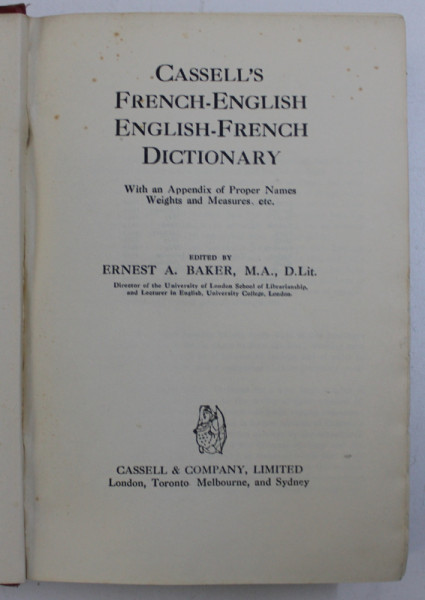 CASSELL'S
FRENCH-ENGLISH
ENGLISH-FRENCH
DICTIONARY
With an Appendix of Proper Names
Weights and Measures. etc.
EDITED BY
ERNEST A. BAKER, M.A., D.Lit.
Director of the University of London School of Librarianship,
and Lecturer in English, University College, London.
CASSELL & COMPANY, LIMITED
London, Toronto Melbourne, and Sydney